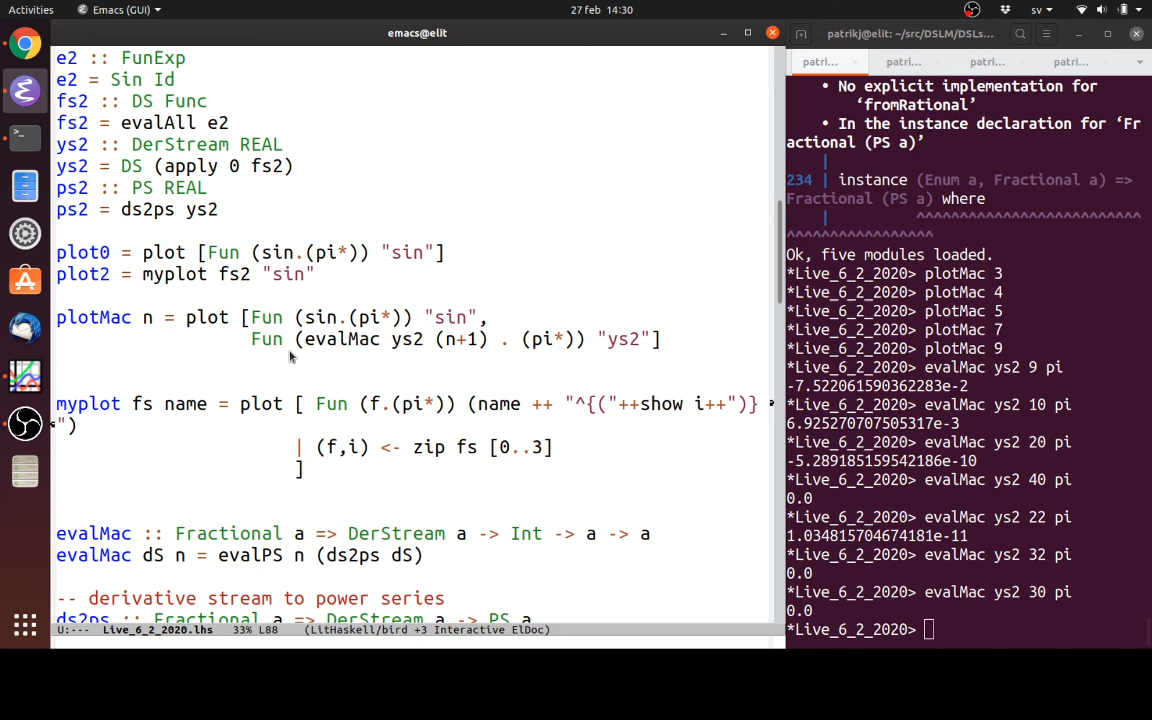 Activities
Emacs (GUI)
27 feb 14:30
sv
emacs@elit
e2 :: FunExp
e2 = Sin Id
fs2 :: DS Func
fs2 = evalAll e2
ys2 :: DerStream REAL
ys2 = DS (apply 0 fs2)
ps2 :: PS REAL
ps2 = ds2ps ys2
plot0 = plot [Fun (sin.(pi*)) "sin"]
plot2 = myplot fs2 "sin"
plotMac n = plot [Fun (sin.(pi*)) "sin",
Fun (evalMac ys2 (n+1) . (pi*)) "ys2"]
myplot fs name = plot [ Fun (f.(pi*)) (name ++ "^{("++show i++")}
")
| (f,i) <- zip fs [0..3]
]
evalMac :: Fractional a => DerStream a -> Int -> a -> a
evalMac dS n = evalPS n (ds2ps dS)
-- derivative stream to power series
ds2ps :: Fractional a => DerStream a -> PS a
U:--- Live_6_2_2020.lhs 33% L88 (LitHaskell/bird +3 Interactive ElDoc)
patrikj@elit: ~/src/DSLM/DSLs...
patri...
patri...
patri...
patri...
• No explicit implementation for
‘fromRational’
• In the instance declaration for ‘Fr
actional (PS a)’
|
234 | instance (Enum a, Fractional a) =>
Fractional (PS a) where
| ^^^^^^^^^^^^^^^^^^^^^^^^^^
^^^^^^^^^^^^^^^^^
Ok, five modules loaded.
*Live_6_2_2020> plotMac 3
*Live_6_2_2020> plotMac 4
*Live_6_2_2020> plotMac 5
*Live_6_2_2020> plotMac 7
*Live_6_2_2020> plotMac 9
*Live_6_2_2020> evalMac ys2 9 pi
-7.522061590362283e-2
*Live_6_2_2020> evalMac ys2 10 pi
6.925270707505317e-3
*Live_6_2_2020> evalMac ys2 20 pi
-5.289185159542186e-10
*Live_6_2_2020> evalMac ys2 40 pi
0.0
*Live_6_2_2020> evalMac ys2 22 pi
1.034815704674181e-11
*Live_6_2_2020> evalMac ys2 32 pi
0.0
*Live_6_2_2020> evalMac ys2 30 pi
0.0
*Live_6_2_2020>